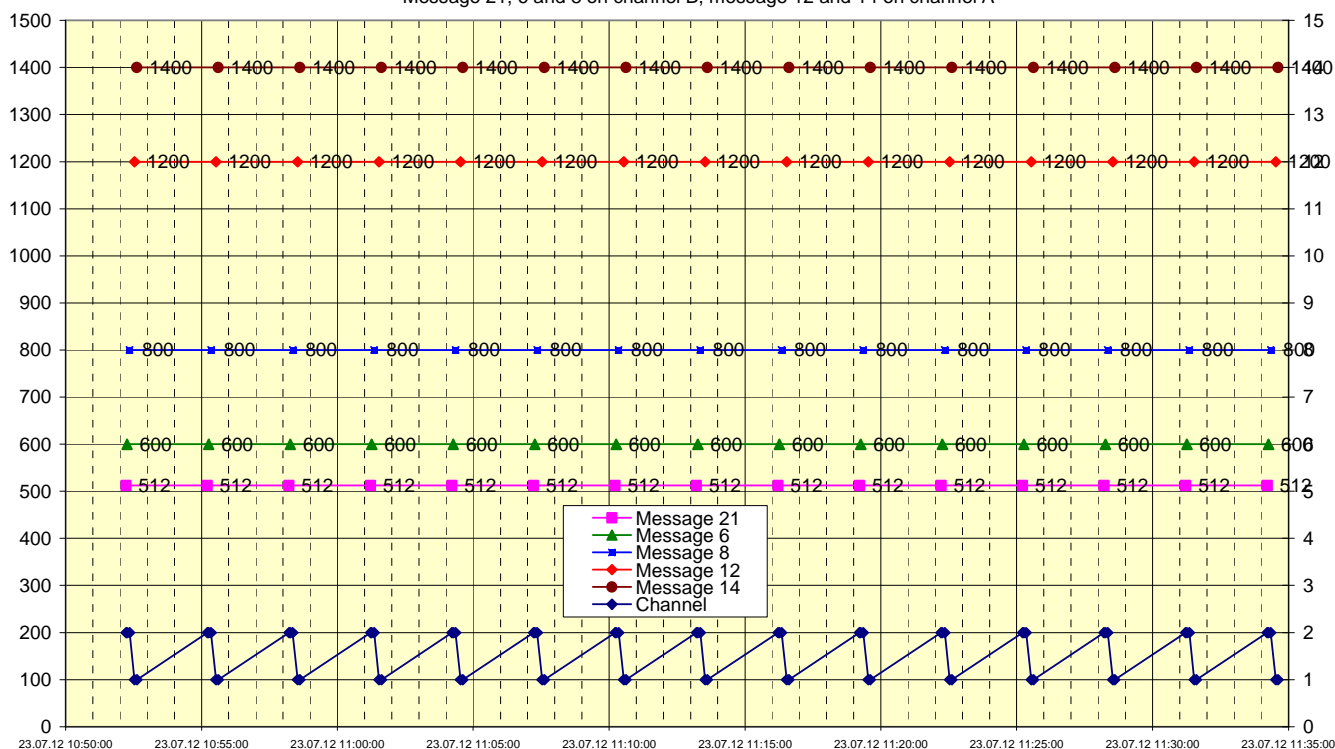 Message 21, 6 and 8 on channel B, message 12 and 14 on channel A
1500 15
1400 1400 1400 1400 1400 1400 1400 1400 1400 1400 1400 1400 1400 1400 1400 1400 14
1300 13
1200 1200 1200 1200 1200 1200 1200 1200 1200 1200 1200 1200 1200 1200 1200 1200 12
1100 11
1000 10
900 9
800 800 800 800 800 800 800 800 800 800 800 800 800 800 800 800 8
700 7
600 600 600 600 600 600 600 600 600 600 600 600 600 600 600 600 6
512 512 512 512 512 512 512 512 512 512 512 512 512 512 512
500 5
Message 21
Message 6
Message 8
Message 12
Message 14
Channel
400 4
300 3
200 2
100 1
0 0
23.07.12 10:50:00 23.07.12 10:55:00 23.07.12 11:00:00 23.07.12 11:05:00 23.07.12 11:10:00 23.07.12 11:15:00 23.07.12 11:20:00 23.07.12 11:25:00 23.07.12 11:30:00 23.07.12 11:35:00